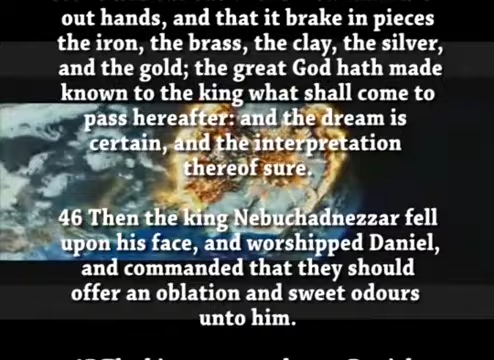 out hands, and that it brake in pieces
the iron, the brass, the clay, the silver,
and the gold; the great God hath made
known to the king what shall come to
pass hereafter: and the dream is
certain, and the interpretation
thereof sure.
46 Then the king Nebuchadnezzar fell
upon his face, and worshipped Daniel,
and commanded that they should
offer an oblation and sweet odours
unto him.